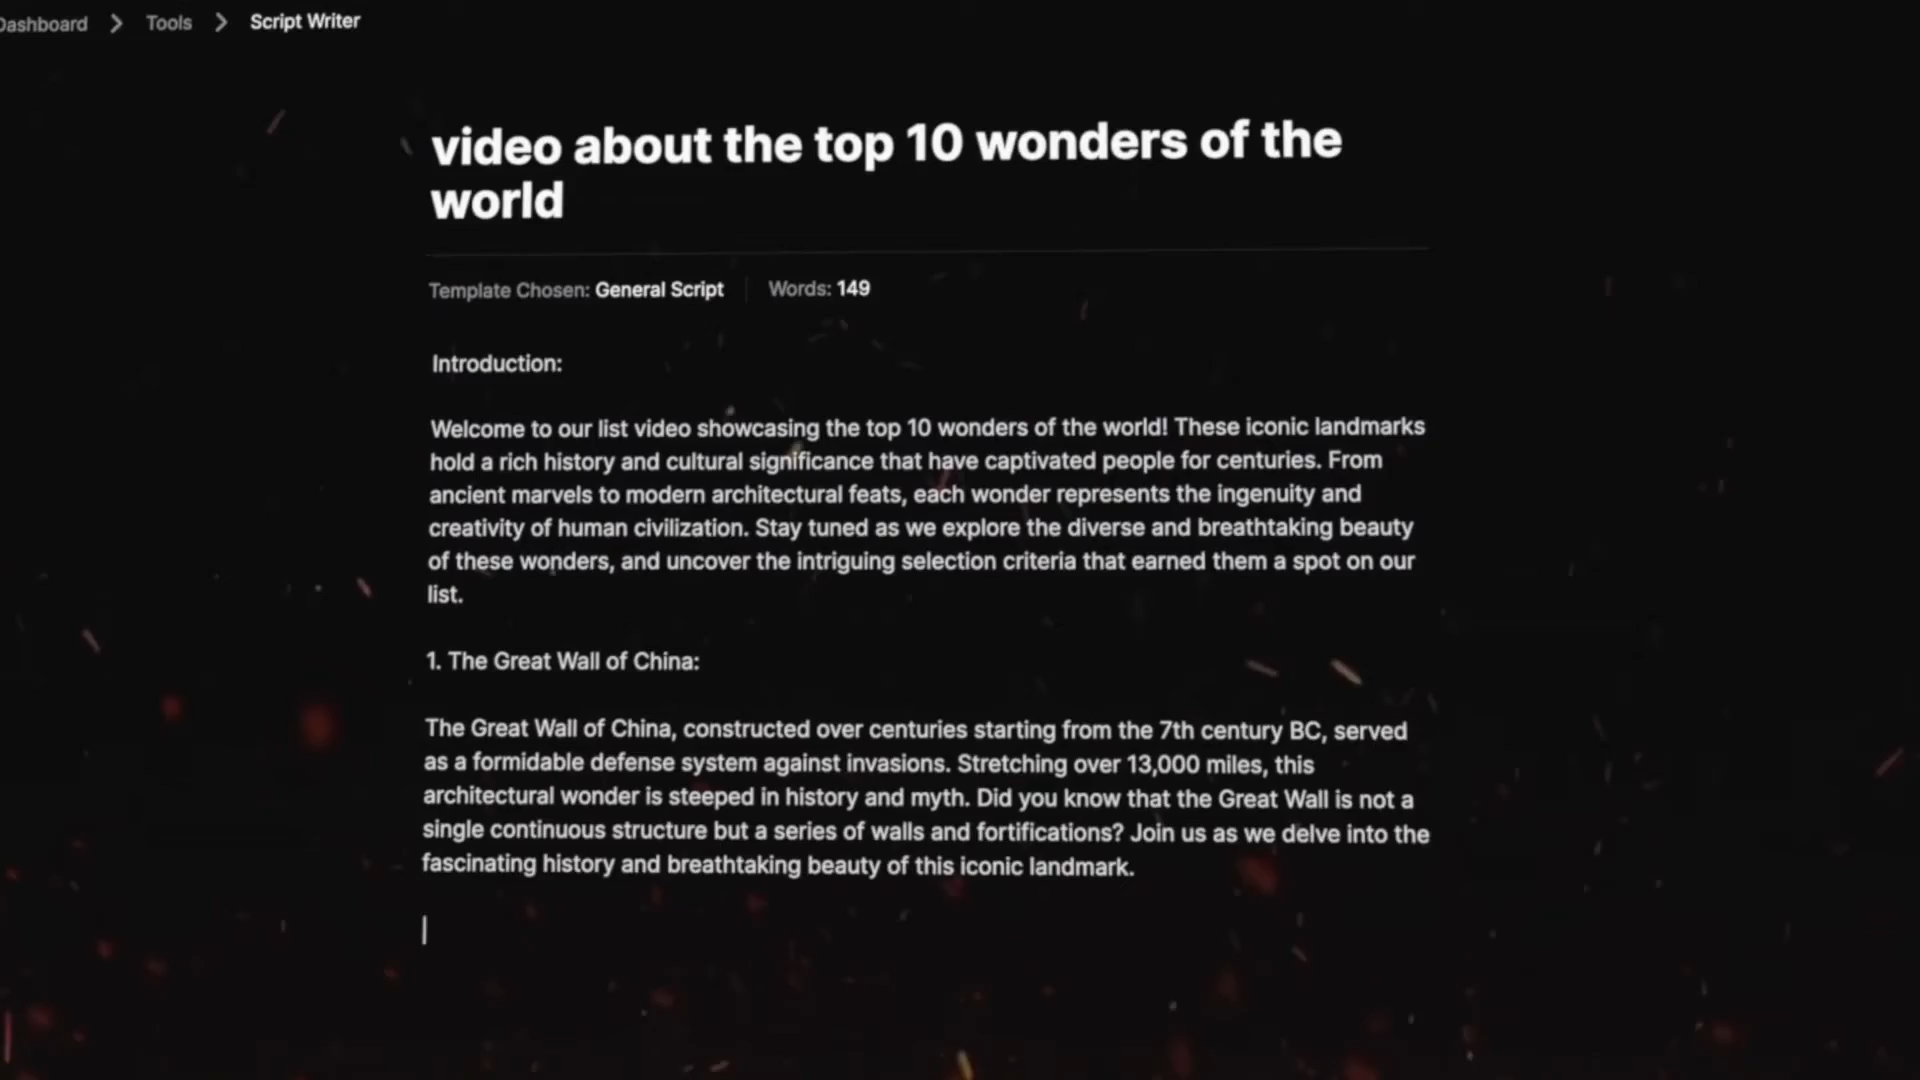 Dashboard > Tools > Script Writer
video about the top 10 wonders of the
world
Template Chosen: General Script | Words: 149
Introduction:
Welcome to our list video showcasing the top 10 wonders of the world! These iconic landmarks
hold a rich history and cultural significance that have captivated people for centuries. From
ancient marvels to modern architectural feats, each wonder represents the ingenuity and
creativity of human civilization. Stay tuned as we explore the diverse and breathtaking beauty
of these wonders, and uncover the intriguing selection criteria that earned them a spot on our
list.
1. The Great Wall of China:
The Great Wall of China, constructed over centuries starting from the 7th century BC, served
as a formidable defense system against invasions. Stretching over 13,000 miles, this
architectural wonder is steeped in history and myth. Did you know that the Great Wall is not a
single continuous structure but a series of walls and fortifications? Join us as we delve into the
fascinating history and breathtaking beauty of this iconic landmark.